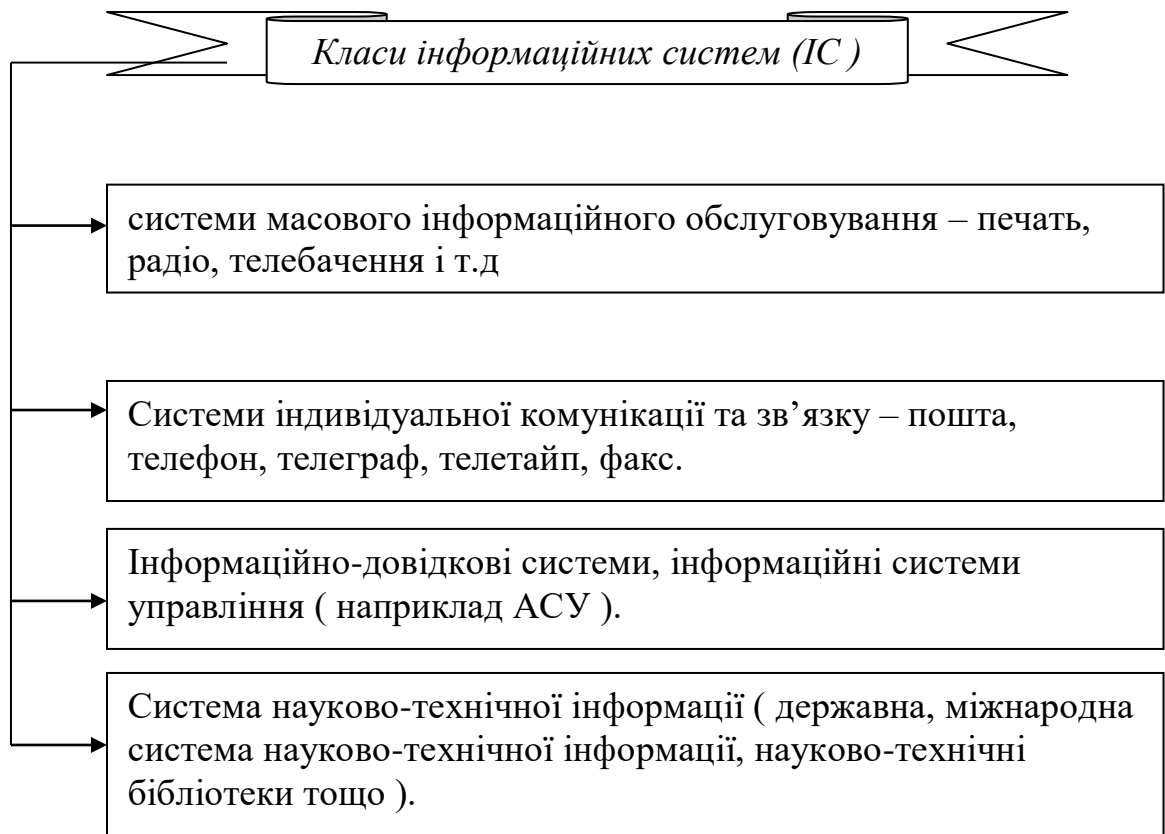 Класи інформаційних систем (ІС )
системи масового інформаційного обслуговування – печать,
радіо, телебачення і т.д
Системи індивідуальної комунікації та зв’язку – пошта,
телефон, телеграф, телетайп, факс.
Інформаційно-довідкові системи, інформаційні системи
управління ( наприклад АСУ ).
Система науково-технічної інформації ( державна, міжнародна
система науково-технічної інформації, науково-технічні
бібліотеки тощо ).